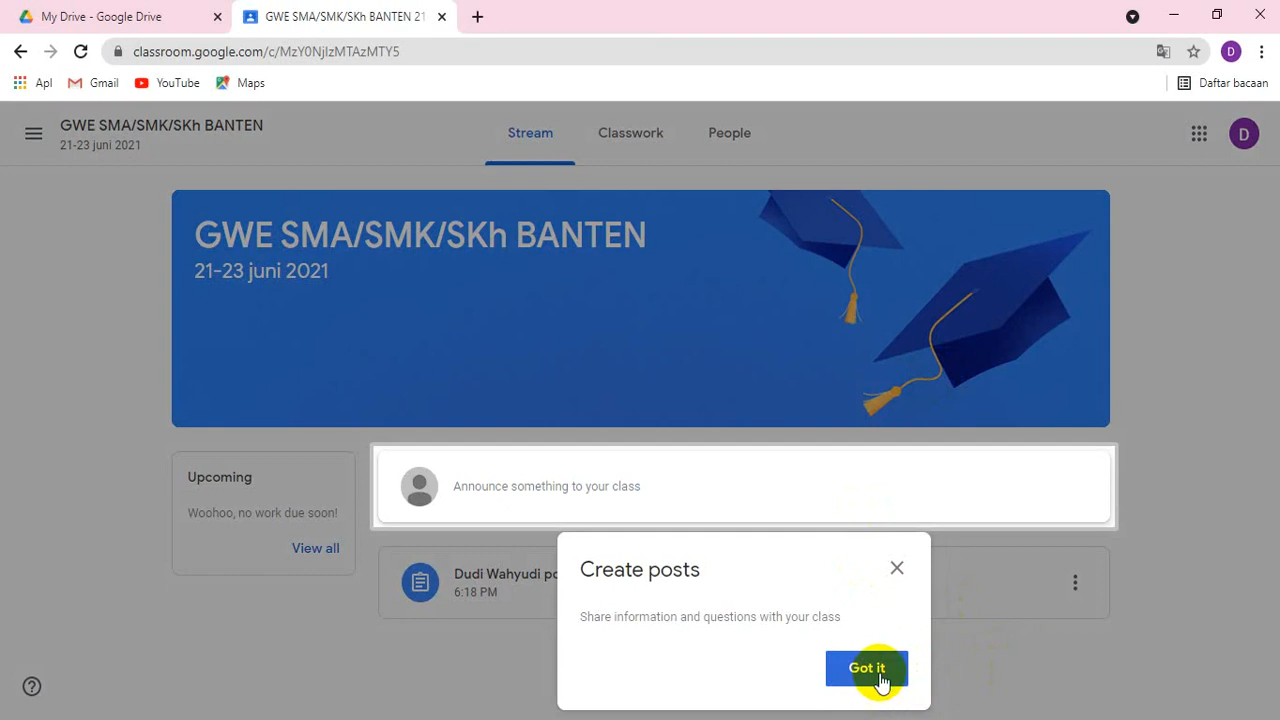 My Drive - Google Drive
GWE SMA/SMK/SKh BANTEN 21
classroom.google.com/c/MzY0NjIzMTAzMTY5
D
Apl
Gmail
YouTube
Maps
Daftar bacaan
GWE SMA/SMK/SKh BANTEN
21-23 juni 2021
Stream
Classwork
People
D
GWE SMA/SMK/SKh BANTEN
21-23 juni 2021
Upcoming
Woohoo, no work due soon!
View all
Announce something to your class
Dudi Wahyudi po
6:18 PM
Create posts
Share information and questions with your class
Got it